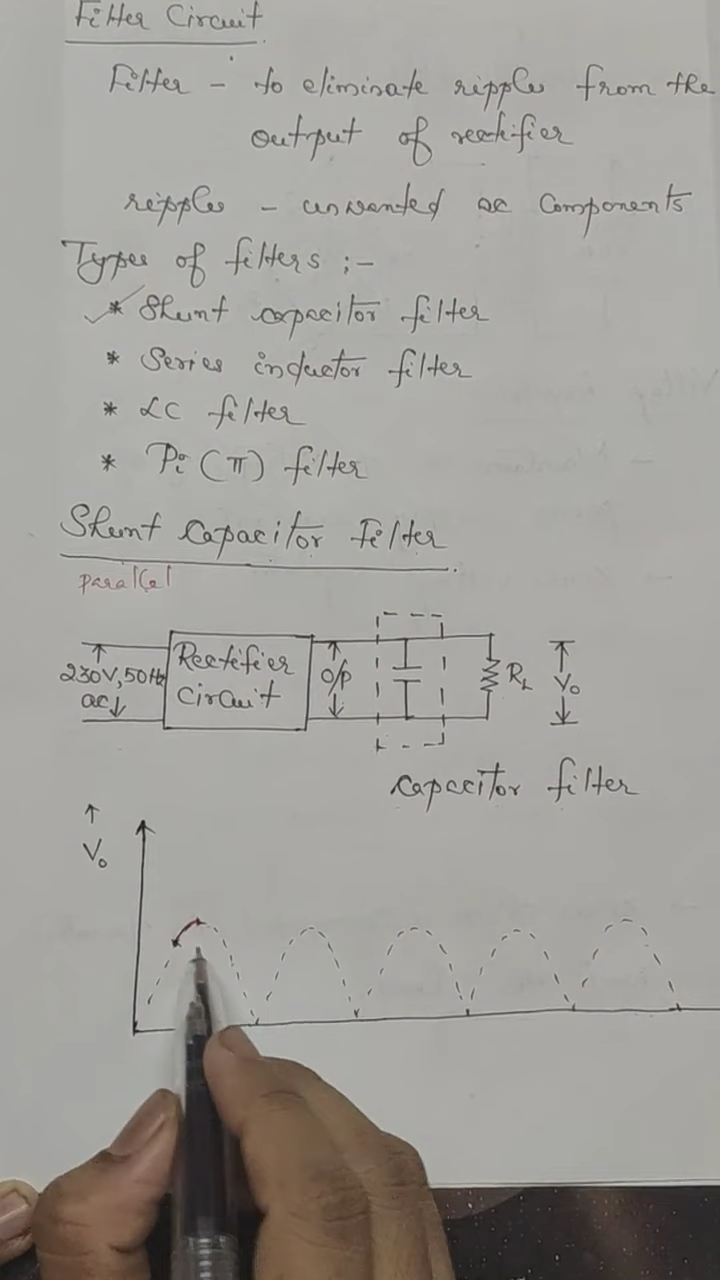 Filter Circuit
Filter - to eliminate ripples from the
output of rectifier
ripples - unwanted ac components
Types of filters :-
* Shunt capacitor filter
* Series inductor filter
* LC filter
* Pi (π) filter
Shunt Capacitor Filter
parallel
230V, 50Hz
ac
Rectifier
Circuit
o/p
RL
Vo
capacitor filter
Vo